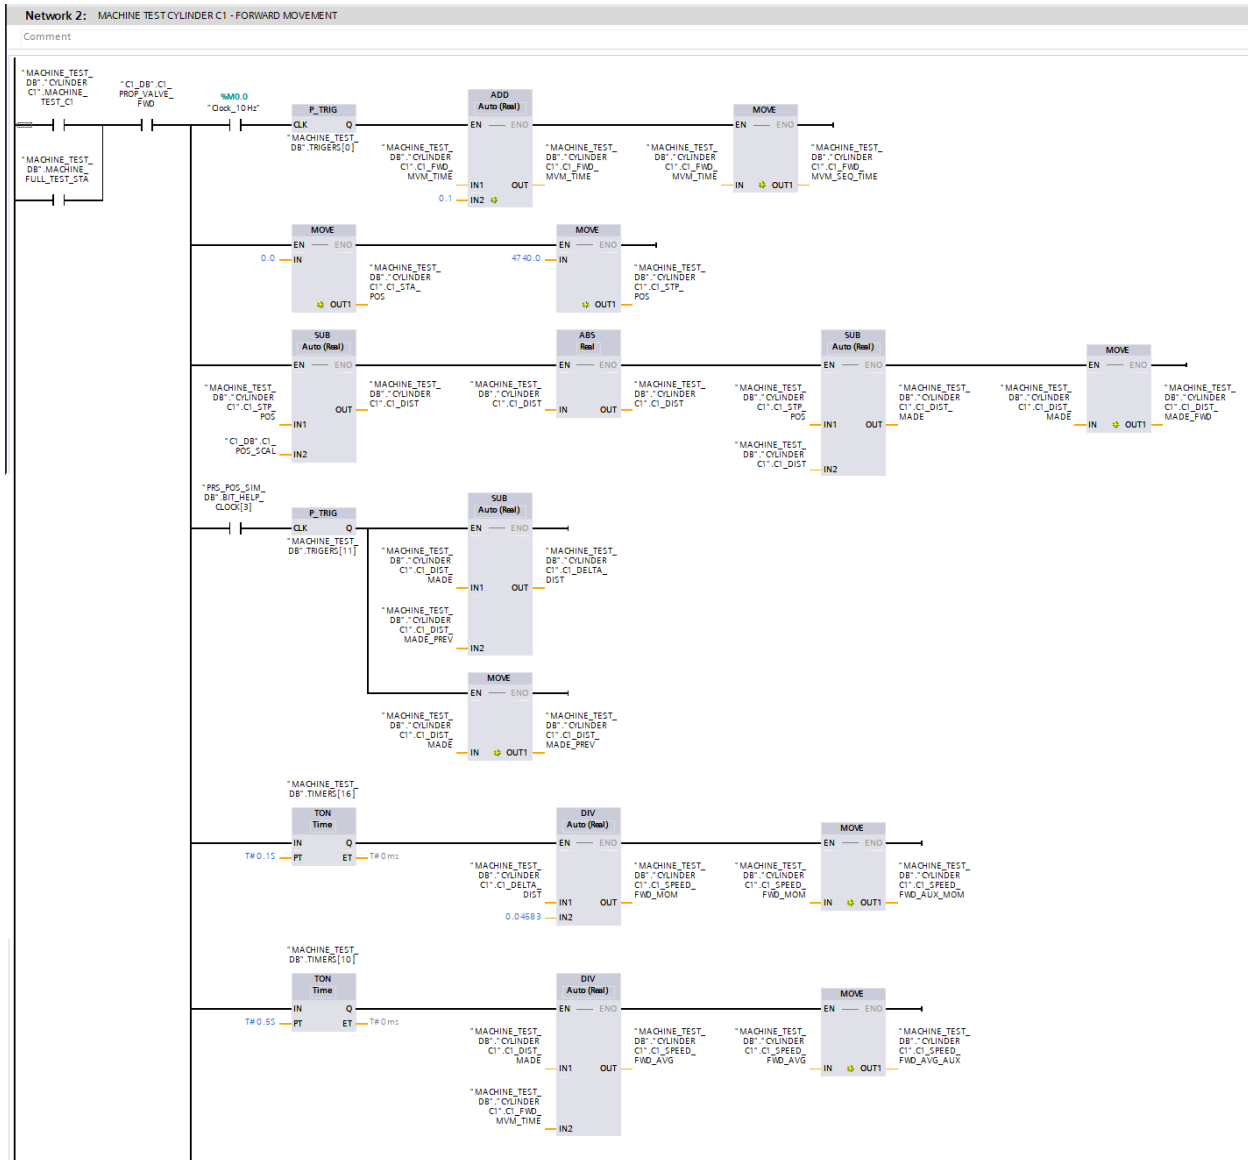 Network 2: MACHINE TEST CYLINDER C1 - FORWARD MOVEMENT
Comment
"MACHINE_TEST_
DB"."CYLINDER
C1".MACHINE_
TEST_C1
"C1_DB".C1_
PROP_VALVE_
FWD
%M0.0
"Clock_10Hz"
P_TRIG
CLK Q
"MACHINE_TEST_
DB".TRIGERS[0]
ADD
Auto (Real)
EN ENO
"MACHINE_TEST_
DB"."CYLINDER
C1".C1_FWD_
MVM_TIME
IN1
0.1
IN2
OUT
"MACHINE_TEST_
DB"."CYLINDER
C1".C1_FWD_
MVM_TIME
MOVE
EN ENO
"MACHINE_TEST_
DB"."CYLINDER
C1".C1_FWD_
MVM_TIME
IN OUT1
"MACHINE_TEST_
DB"."CYLINDER
C1".C1_FWD_
MVM_SEQ_TIME
"MACHINE_TEST_
DB".MACHINE_
FULL_TEST_STA
MOVE
EN ENO
0.0
IN
OUT1
"MACHINE_TEST_
DB"."CYLINDER
C1".C1_STA_
POS
MOVE
EN ENO
4740.0
IN
OUT1
"MACHINE_TEST_
DB"."CYLINDER
C1".C1_STP_
POS
SUB
Auto (Real)
EN ENO
"MACHINE_TEST_
DB"."CYLINDER
C1".C1_STP_
POS
IN1
"C1_DB".C1_
POS_SCAL
IN2
OUT
"MACHINE_TEST_
DB"."CYLINDER
C1".C1_DIST
ABS
Real
EN ENO
"MACHINE_TEST_
DB"."CYLINDER
C1".C1_DIST
IN OUT
"MACHINE_TEST_
DB"."CYLINDER
C1".C1_DIST
SUB
Auto (Real)
EN ENO
"MACHINE_TEST_
DB"."CYLINDER
C1".C1_STP_
POS
IN1
"MACHINE_TEST_
DB"."CYLINDER
C1".C1_DIST
IN2
OUT
"MACHINE_TEST_
DB"."CYLINDER
C1".C1_DIST_
MADE
MOVE
EN ENO
"MACHINE_TEST_
DB"."CYLINDER
C1".C1_DIST_
MADE
IN OUT1
"MACHINE_TEST_
DB"."CYLINDER
C1".C1_DIST_
MADE_FWD
"PRS_POS_SIM_
DB".BIT_HELP_
CLOCK[3]
P_TRIG
CLK Q
"MACHINE_TEST_
DB".TRIGERS[11]
SUB
Auto (Real)
EN ENO
"MACHINE_TEST_
DB"."CYLINDER
C1".C1_DIST_
MADE
IN1
"MACHINE_TEST_
DB"."CYLINDER
C1".C1_DIST_
MADE_PREV
IN2
OUT
"MACHINE_TEST_
DB"."CYLINDER
C1".C1_DELTA_
DIST
MOVE
EN ENO
"MACHINE_TEST_
DB"."CYLINDER
C1".C1_DIST_
MADE
IN OUT1
"MACHINE_TEST_
DB"."CYLINDER
C1".C1_DIST_
MADE_PREV
"MACHINE_TEST_
DB".TIMERS[16]
TON
Time
IN Q
T#0.1S
PT ET
T#0ms
DIV
Auto (Real)
EN ENO
"MACHINE_TEST_
DB"."CYLINDER
C1".C1_DELTA_
DIST
IN1
0.04583
IN2
OUT
"MACHINE_TEST_
DB"."CYLINDER
C1".C1_SPEED_
FWD_MOM
MOVE
EN ENO
"MACHINE_TEST_
DB"."CYLINDER
C1".C1_SPEED_
FWD_MOM
IN OUT1
"MACHINE_TEST_
DB"."CYLINDER
C1".C1_SPEED_
FWD_AUX_MOM
"MACHINE_TEST_
DB".TIMERS[10]
TON
Time
IN Q
T#0.5S
PT ET
T#0ms
DIV
Auto (Real)
EN ENO
"MACHINE_TEST_
DB"."CYLINDER
C1".C1_DIST_
MADE
IN1
"MACHINE_TEST_
DB"."CYLINDER
C1".C1_FWD_
MVM_TIME
IN2
OUT
"MACHINE_TEST_
DB"."CYLINDER
C1".C1_SPEED_
FWD_AVG
MOVE
EN ENO
"MACHINE_TEST_
DB"."CYLINDER
C1".C1_SPEED_
FWD_AVG
IN OUT1
"MACHINE_TEST_
DB"."CYLINDER
C1".C1_SPEED_
FWD_AVG_AUX